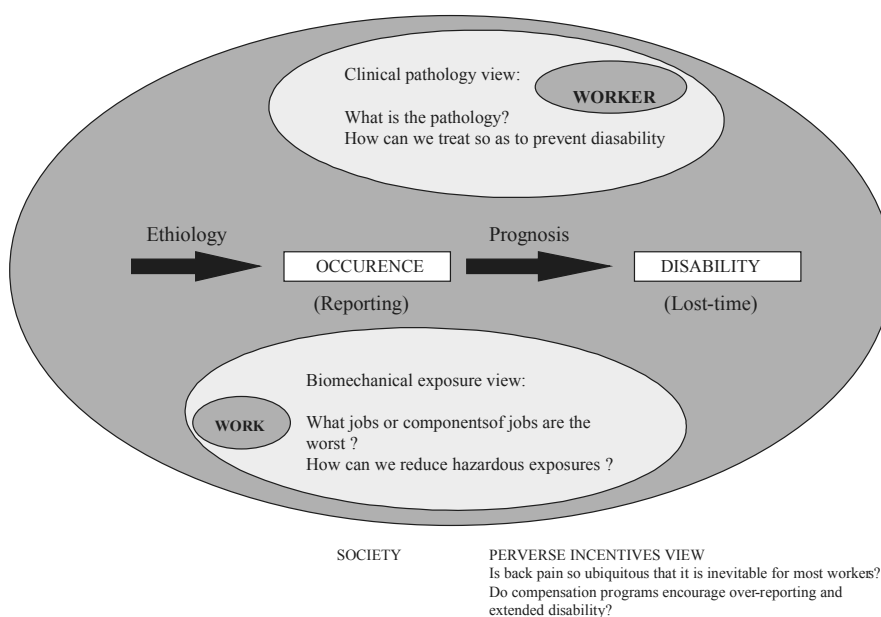 Clinical pathology view:
WORKER
What is the pathology?
How can we treat so as to prevent diasability
Ethiology
Prognosis
OCCURENCE
DISABILITY
(Reporting)
(Lost-time)
Biomechanical exposure view:
WORK
What jobs or componentsof jobs are the
worst ?
How can we reduce hazardous exposures ?
SOCIETY
PERVERSE INCENTIVES VIEW
Is back pain so ubiquitous that it is inevitable for most workers?
Do compensation programs encourage over-reporting and
extended disability?